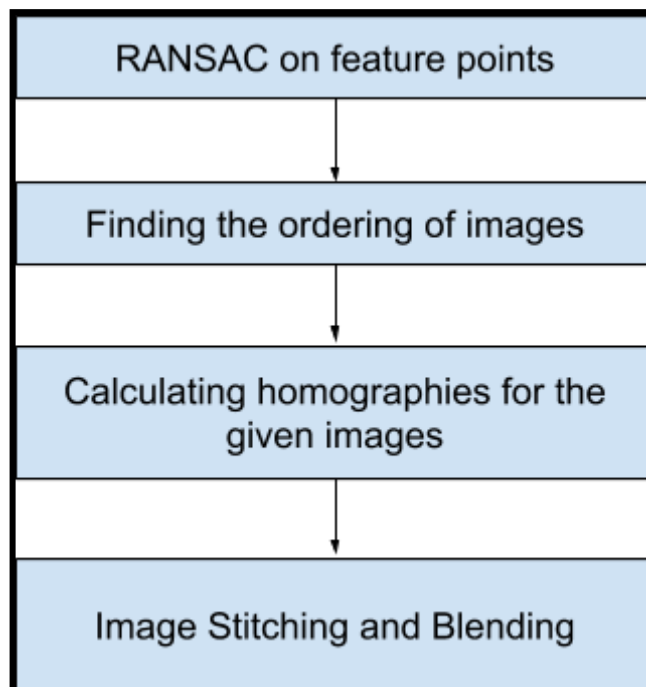 RANSAC on feature points
Finding the ordering of images
Calculating homographies for the
given images
Image Stitching and Blending